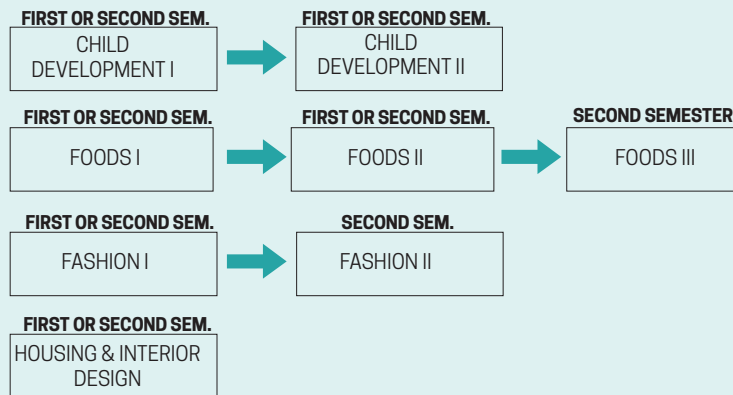 FIRST OR SECOND SEM.
CHILD
DEVELOPMENT I
FIRST OR SECOND SEM.
CHILD
DEVELOPMENT II
FIRST OR SECOND SEM.
FOODS I
FIRST OR SECOND SEM.
FOODS II
SECOND SEMESTER
FOODS III
FIRST OR SECOND SEM.
FASHION I
SECOND SEM.
FASHION II
FIRST OR SECOND SEM.
HOUSING & INTERIOR
DESIGN